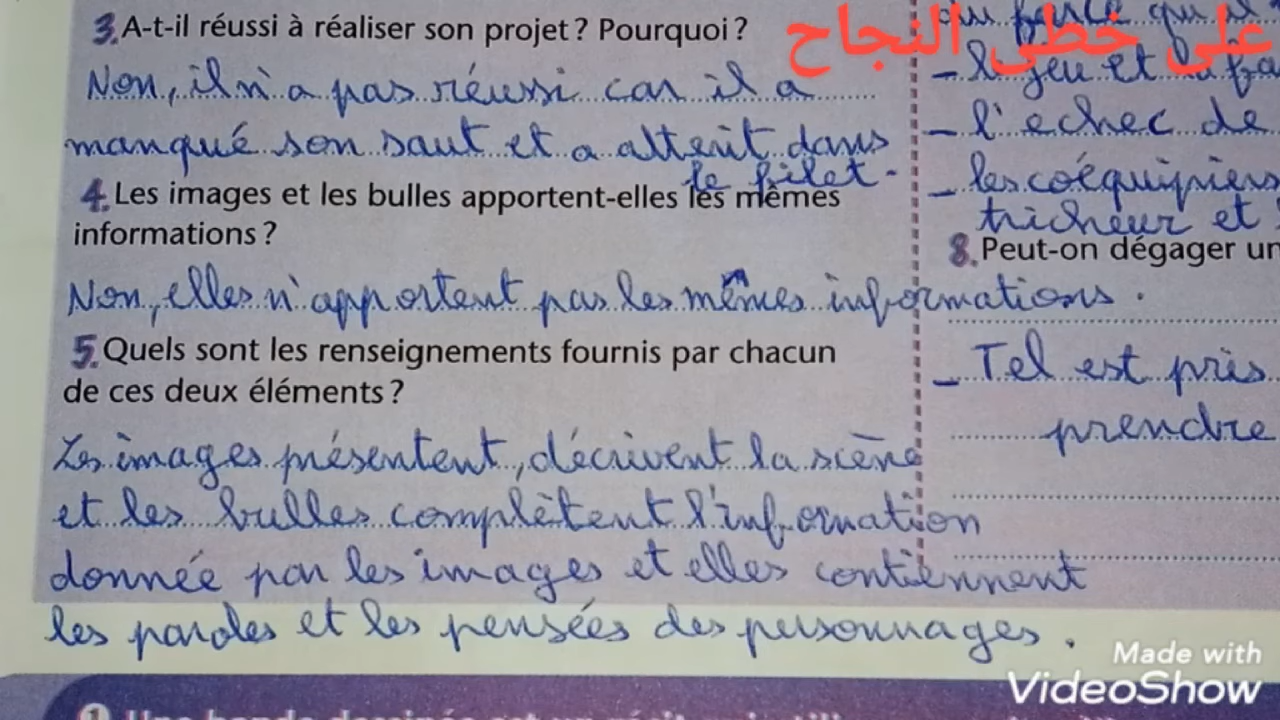 3. A-t-il réussi à réaliser son projet ? Pourquoi ?
Non, il n'a pas réussi car il a
manqué son saut et a atterit dans
le filet.
4. Les images et les bulles apportent-elles les mêmes
informations ?
Non, elles n'apportent pas les mêmes informations.
5. Quels sont les renseignements fournis par chacun
de ces deux éléments ?
Les images présentent, décrivent la scène
et les bulles complètent l'information
donnée par les images et elles contiennent
les paroles et les pensées des personnages.
على خطى النجاح
qui
- l jeu et la
- l'echec de
- les coéquipiers
tricheur et
8. Peut-on dégager un
- Tel est pris
prendre
Made with
VideoShow